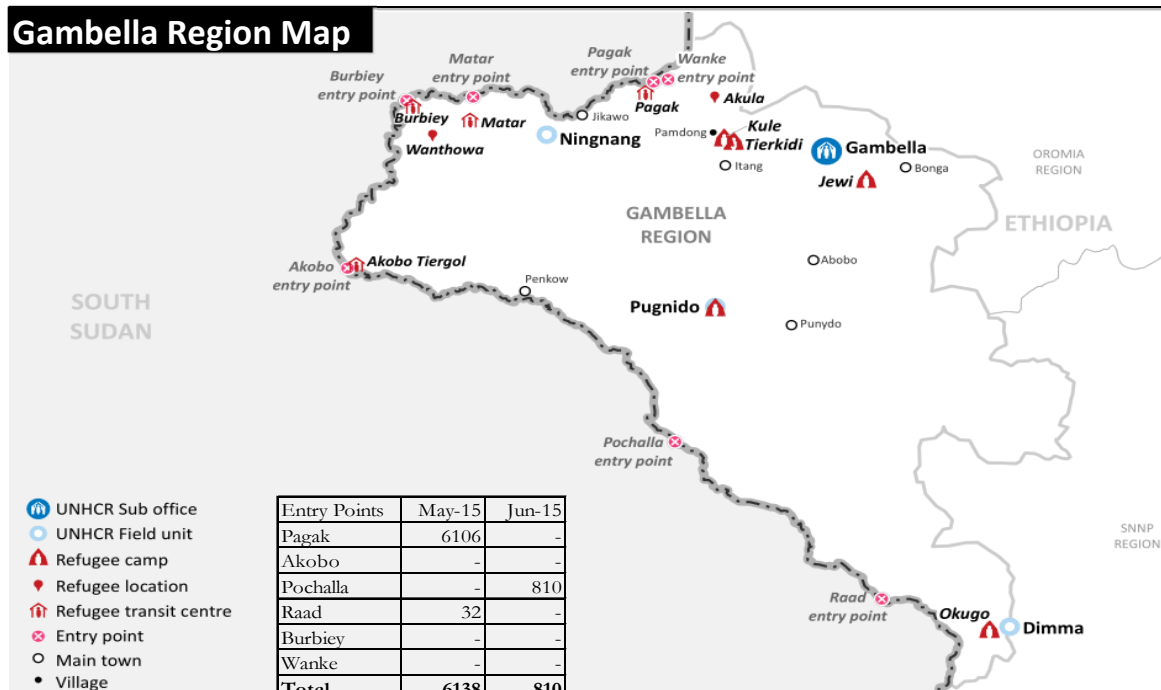 Gambella Region Map
Pagak
entry point
Wanke
entry point
Matar
entry point
Burbiey
entry point
Akula
Pagak
Jikawo
Burbiey
Matar
Kule
Pamdong
Tierkidi
Ningnang
Gambella
Wanthowa
OROMIA
REGION
Itang
Bonga
Jewi
GAMBELLA
REGION
ETHIOPIA
Akobo Tiergol
Abobo
Akobo
entry point
Penkow
SOUTH
SUDAN
Pugnido
Punydo
Pochalla
entry point
SNNP
REGION
Raad
entry point
Okugo
Dimma
UNHCR Sub office
UNHCR Field unit
Refugee camp
Refugee location
Refugee transit centre
Entry point
Main town
Village
Entry Points May-15 Jun-15
Pagak 6106 -
Akobo - -
Pochalla - 810
Raad 32 -
Burbiey - -
Wanke - -
Total 6138 810